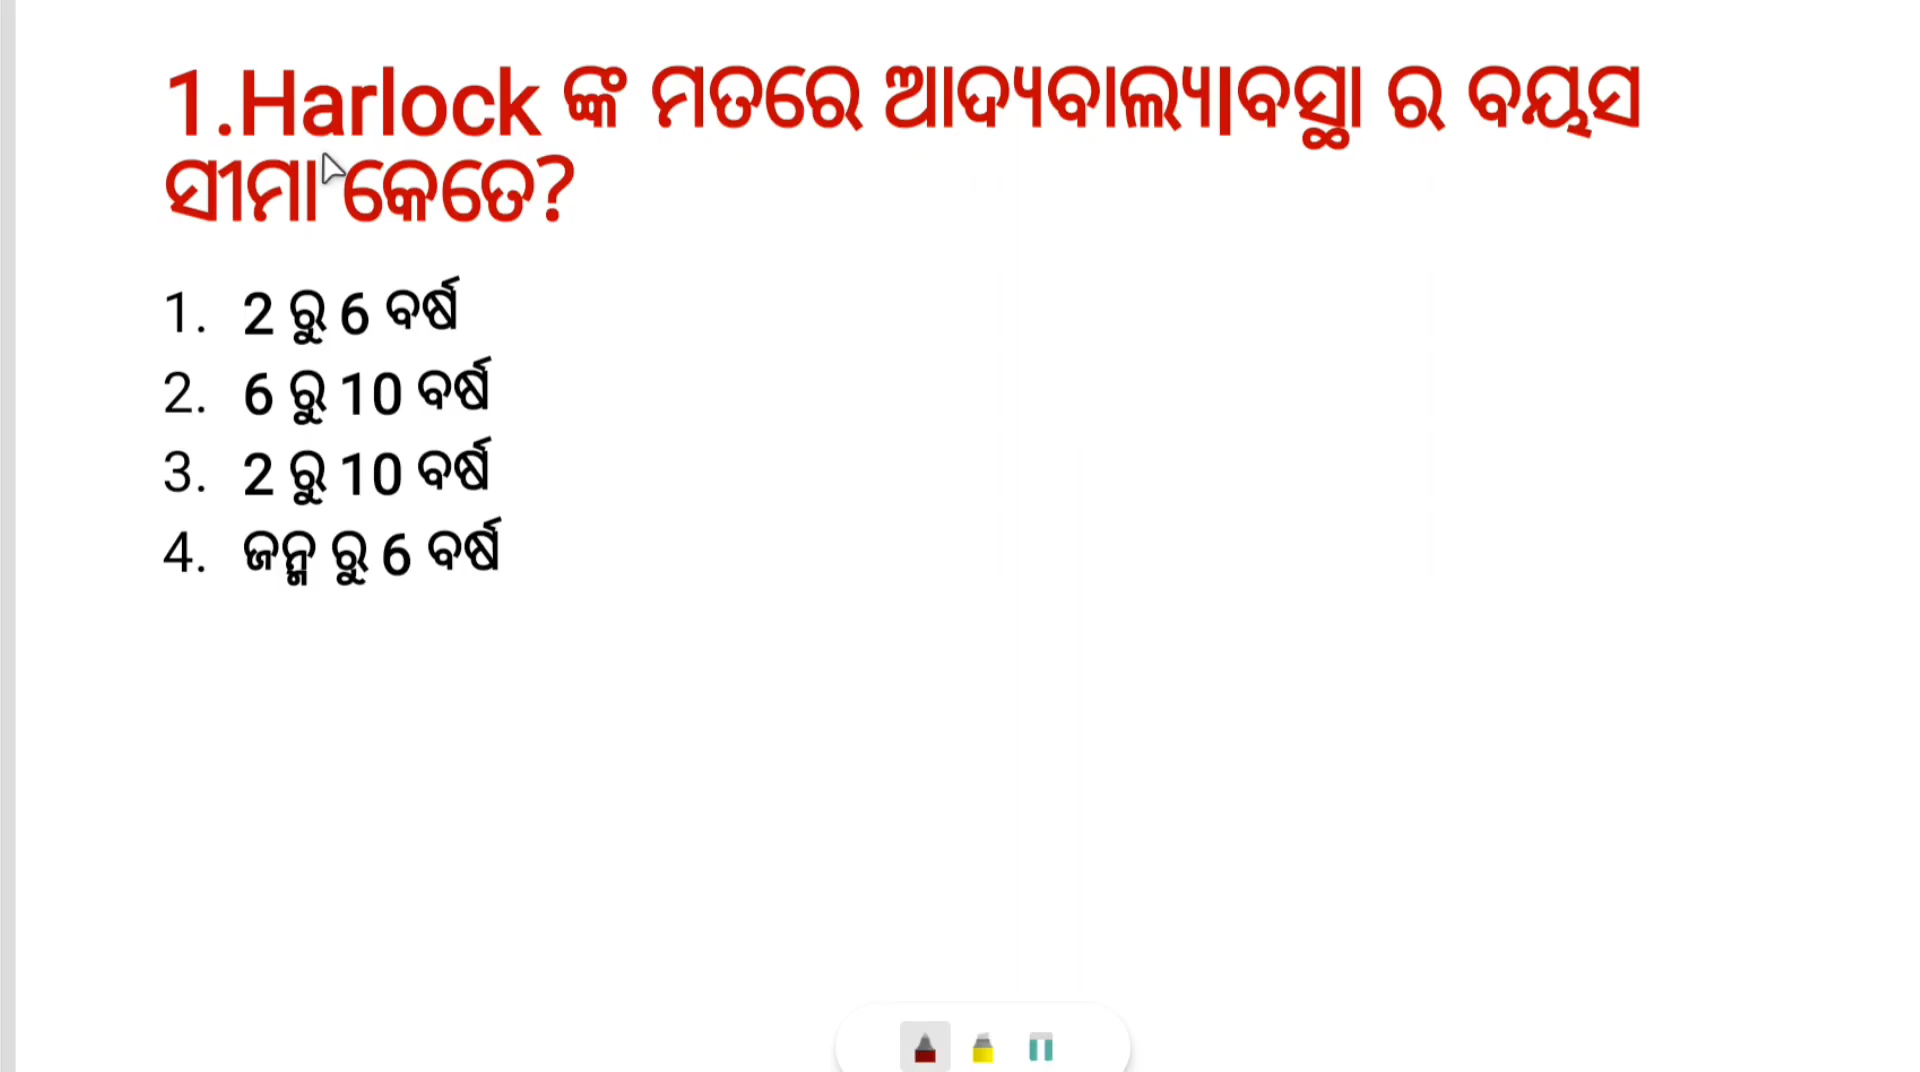 1.Harlock ଙ୍କ ମତରେ ଆଦ୍ୟବାଲ୍ୟାବସ୍ଥା ର ବୟସ
ସୀମା କେତେ?
1. 2 ରୁ 6 ବର୍ଷ
2. 6 ରୁ 10 ବର୍ଷ
3. 2 ରୁ 10 ବର୍ଷ
4. ଜନ୍ମ ରୁ 6 ବର୍ଷ